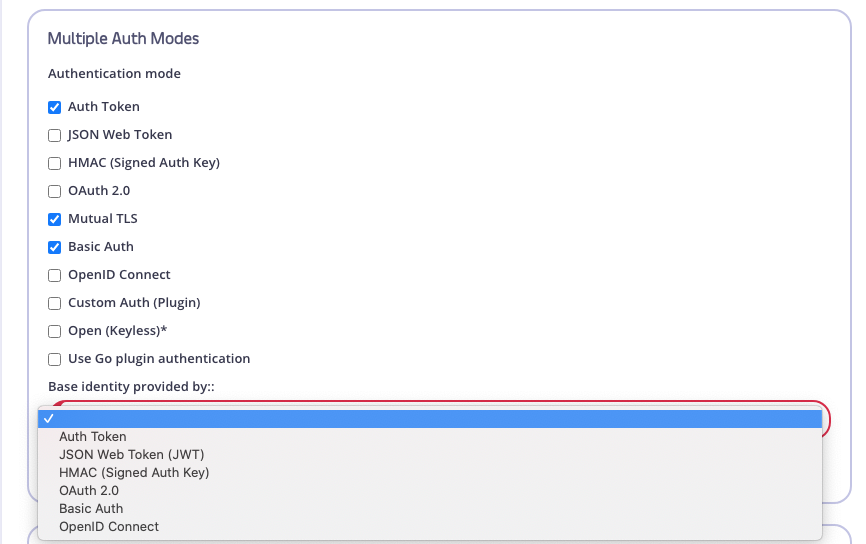 Multiple Auth Modes
Authentication mode
Auth Token
JSON Web Token
HMAC (Signed Auth Key)
OAuth 2.0
Mutual TLS
Basic Auth
OpenID Connect
Custom Auth (Plugin)
Open (Keyless)*
Use Go plugin authentication
Base identity provided by::
Auth Token
JSON Web Token (JWT)
HMAC (Signed Auth Key)
OAuth 2.0
Basic Auth
OpenID Connect